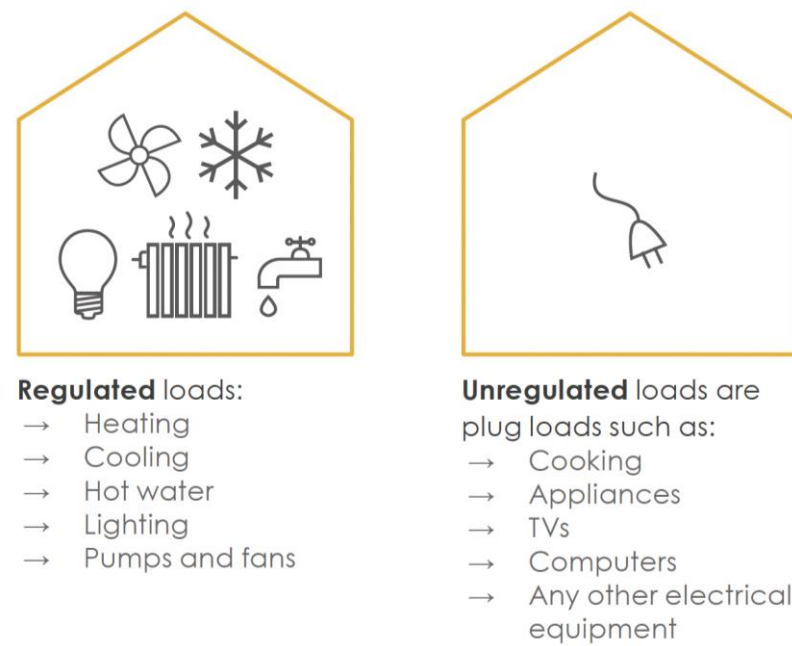 Regulated loads:
→ Heating
→ Cooling
→ Hot water
→ Lighting
→ Pumps and fans
Unregulated loads are
plug loads such as:
→ Cooking
→ Appliances
→ TVs
→ Computers
→ Any other electrical
equipment